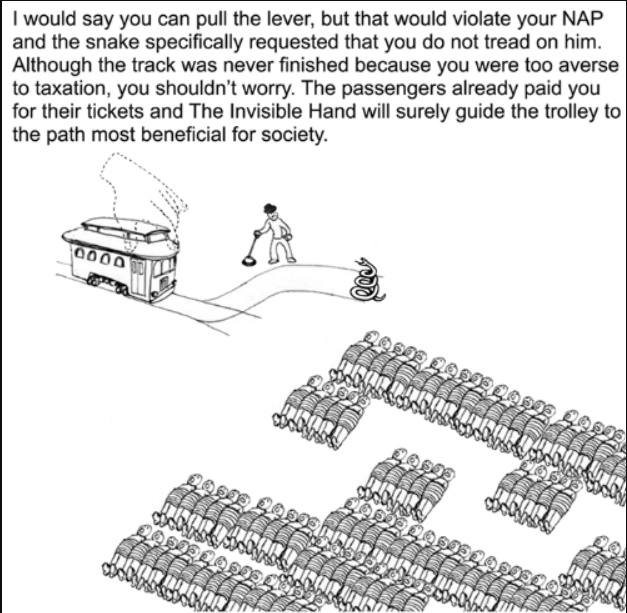 I would say you can pull the lever, but that would violate your NAP
and the snake specifically requested that you do not tread on him.
Although the track was never finished because you were too averse
to taxation, you shouldn't worry. The passengers already paid you
for their tickets and The Invisible Hand will surely guide the trolley to
the path most beneficial for society.